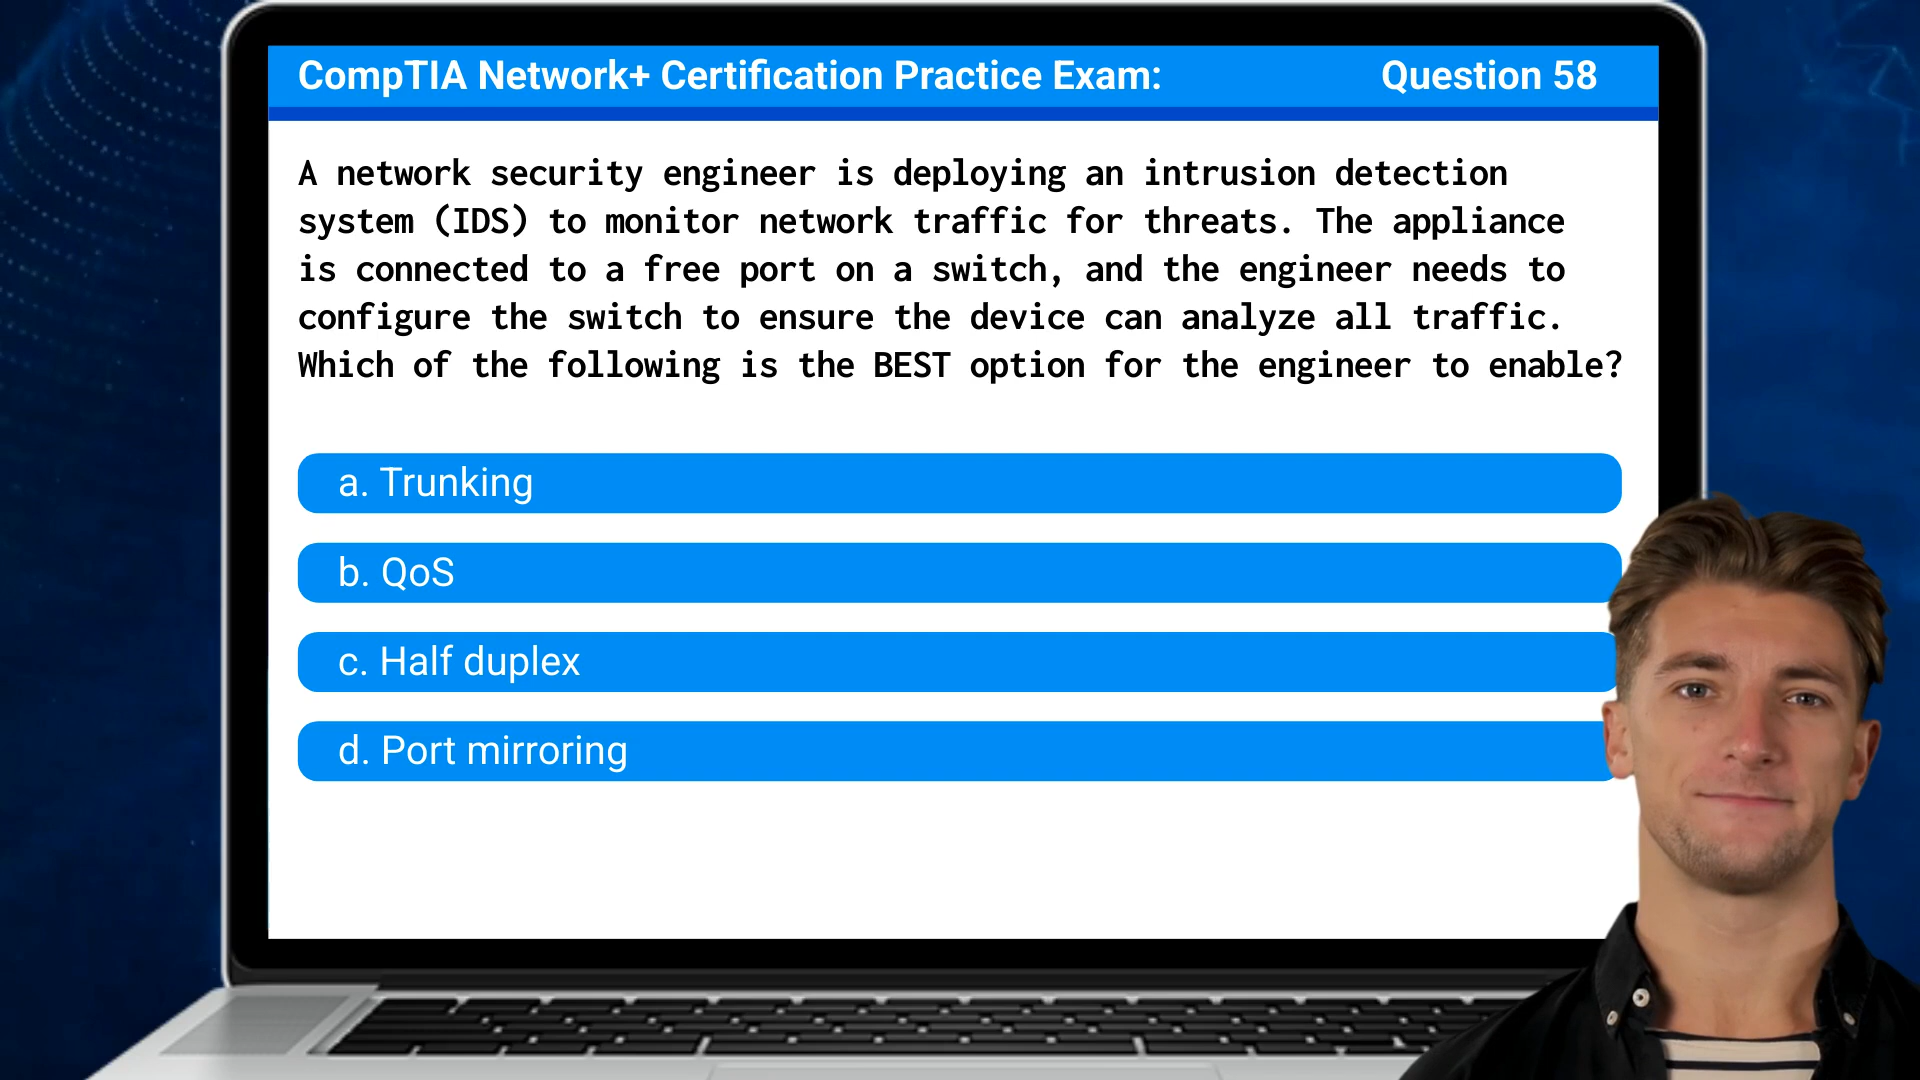 CompTIA Network+ Certification Practice Exam: Question 58
A network security engineer is deploying an intrusion detection
system (IDS) to monitor network traffic for threats. The appliance
is connected to a free port on a switch, and the engineer needs to
configure the switch to ensure the device can analyze all traffic.
Which of the following is the BEST option for the engineer to enable?
a. Trunking
b. QoS
c. Half duplex
d. Port mirroring